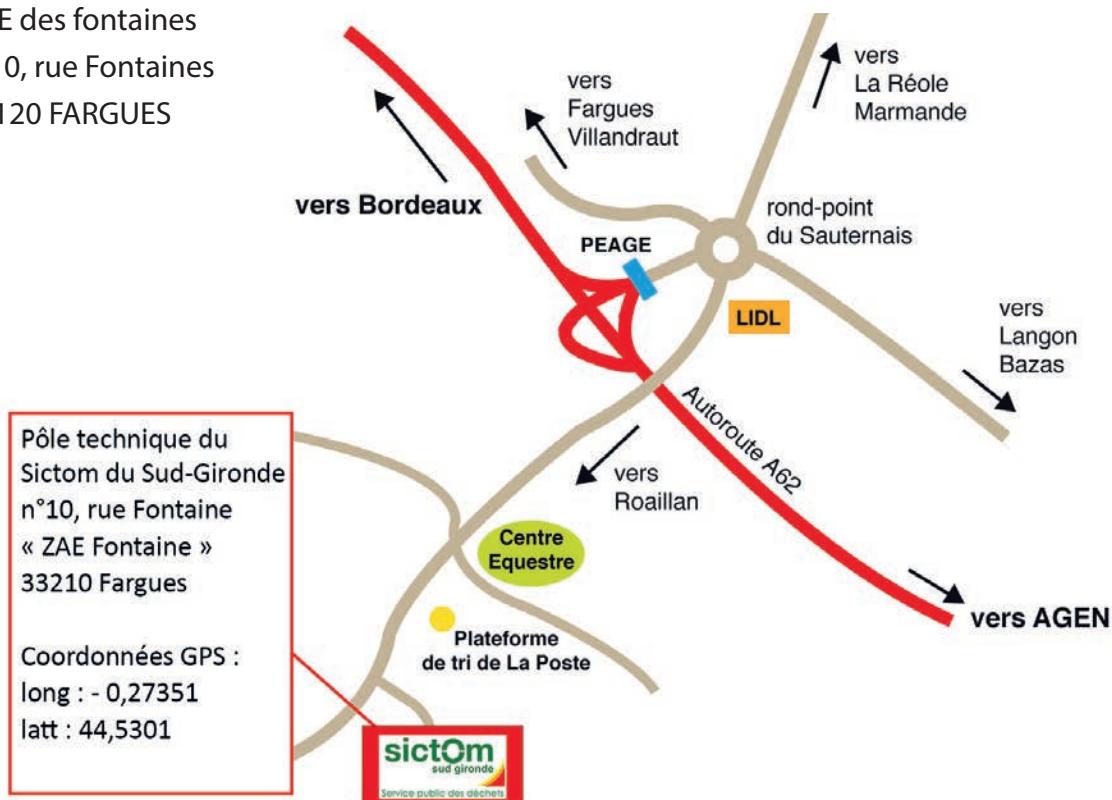 E des fontaines
0, rue Fontaines
120 FARGUES
vers
Fargues
Villandraut
vers
La Réole
Marmande
vers Bordeaux
rond-point
du Sauternais
PEAGE
LIDL
vers
Langon
Bazas
Autoroute A62
vers
Roaillan
Pôle technique du
Sictom du Sud-Gironde
n°10, rue Fontaine
« ZAE Fontaine »
33210 Fargues
Coordonnées GPS :
long : - 0,27351
latt : 44,5301
Centre
Equestre
vers AGEN
Plateforme
de tri de La Poste
sictOm
sud gironde
Service public des déchets